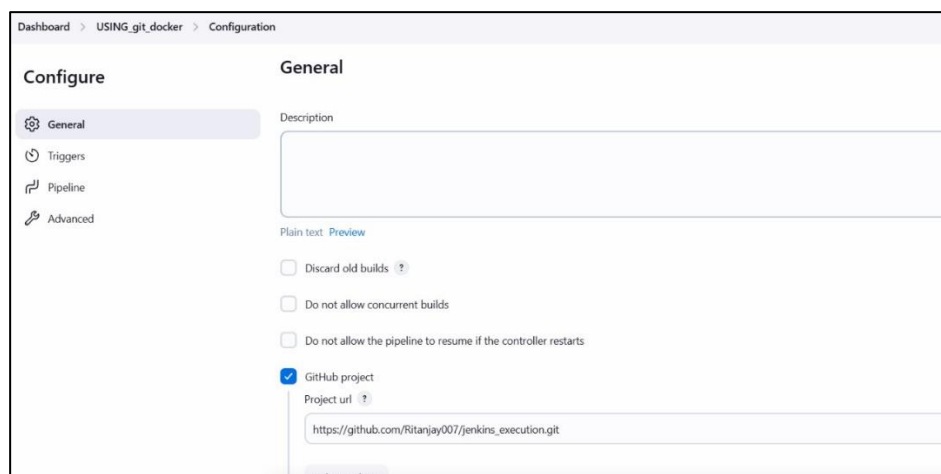 Dashboard > USING_git_docker > Configuration
Configure
General
Triggers
Pipeline
Advanced
General
Description
Plain text Preview
Discard old builds ?
Do not allow concurrent builds
Do not allow the pipeline to resume if the controller restarts
GitHub project
Project url ?
https://github.com/Ritanjay007/jenkins_execution.git